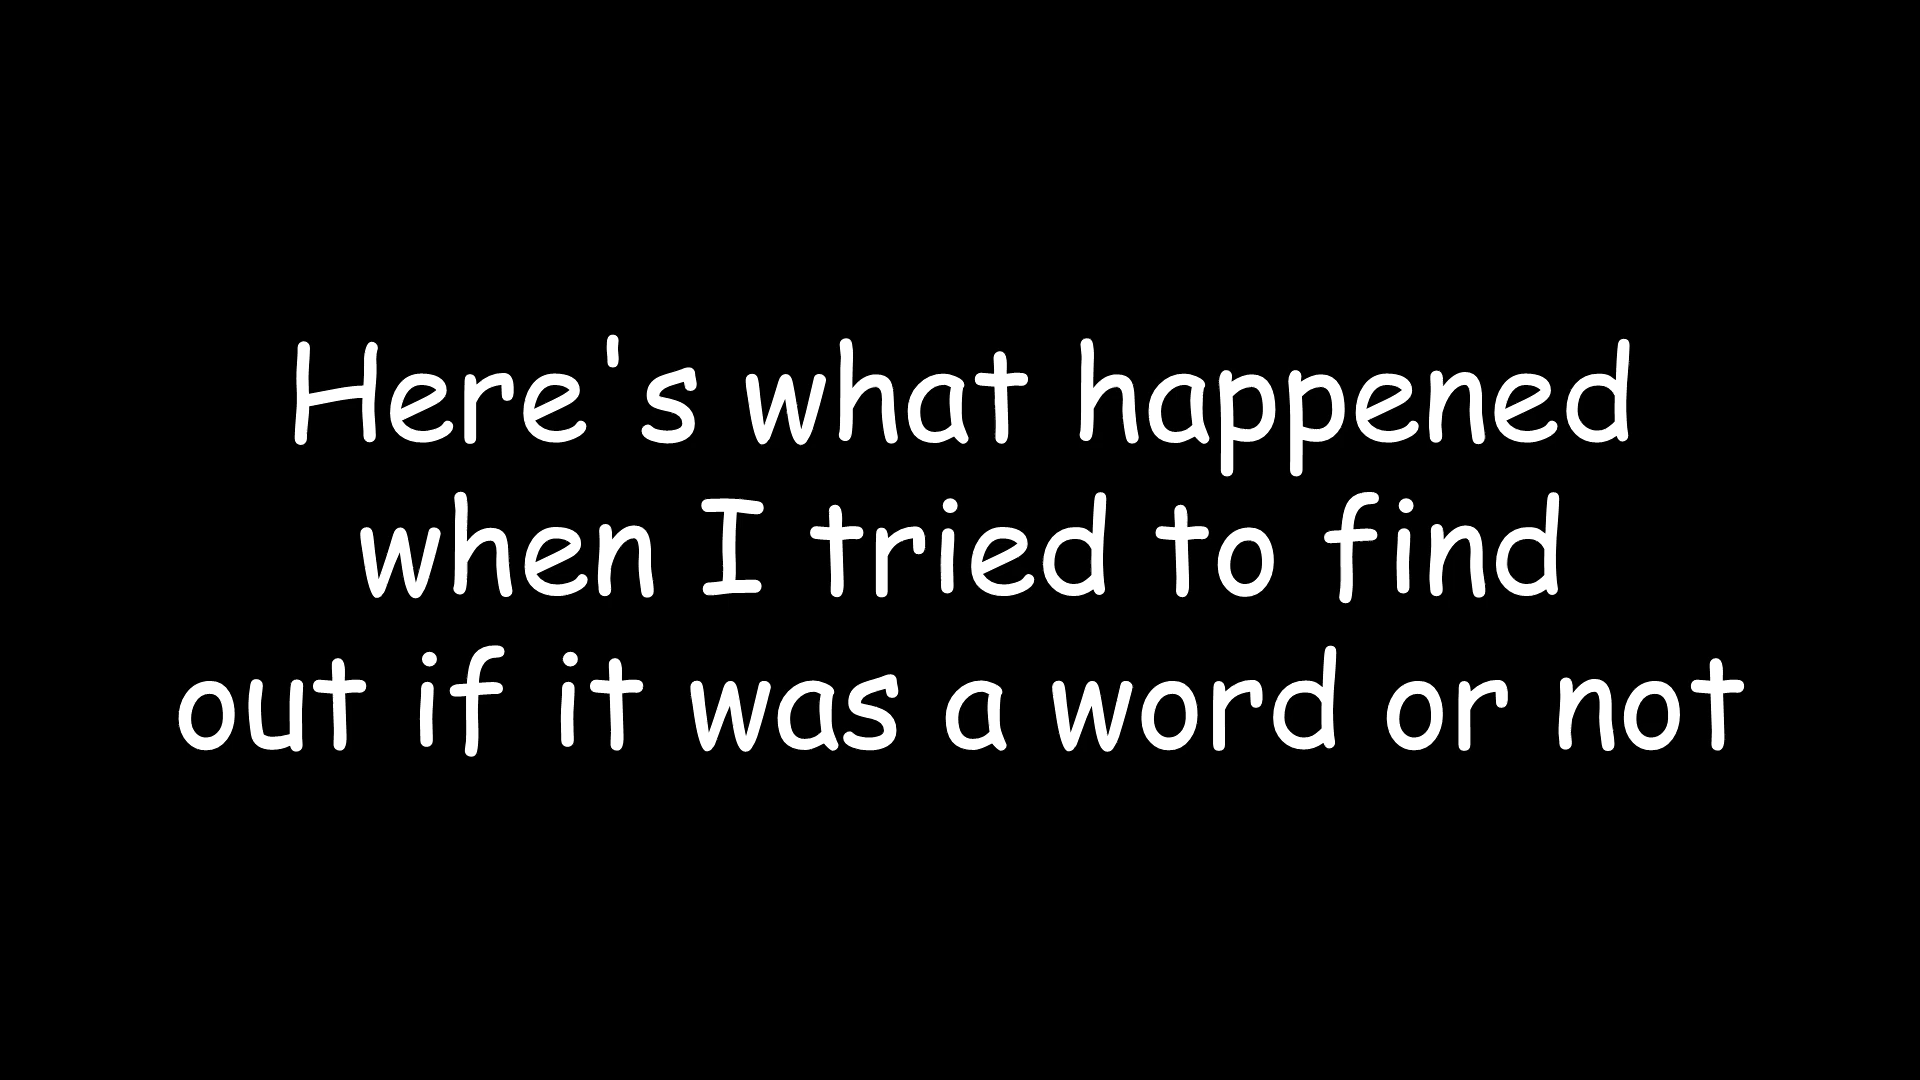 Here's what happened
when I tried to find
out if it was a word or not